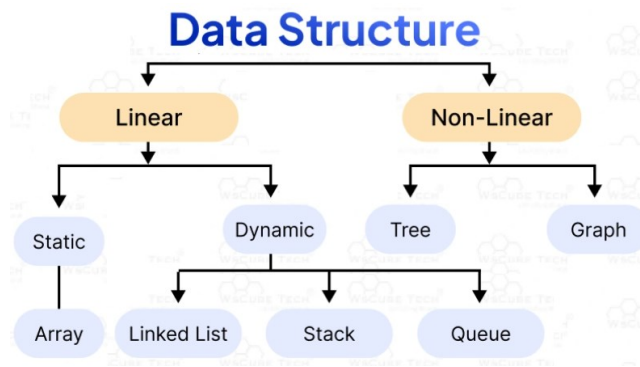 Data Structure
Linear
Non-Linear
Static
Dynamic
Tree
Graph
Array
Linked List
Stack
Queue